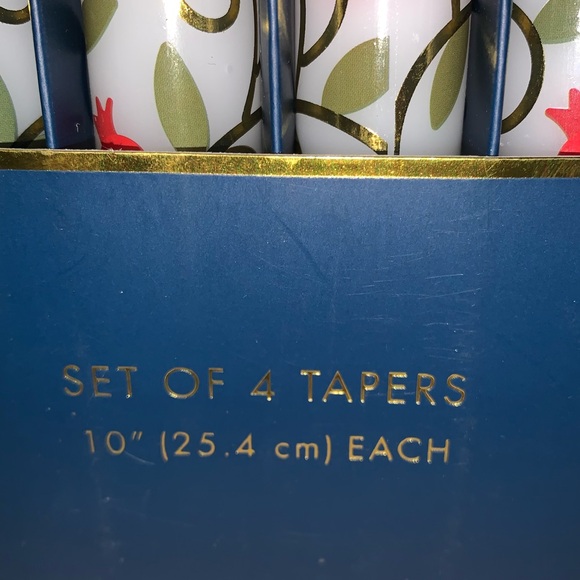 SET OF 4 TAPERS
10" (25.4 cm) EACH